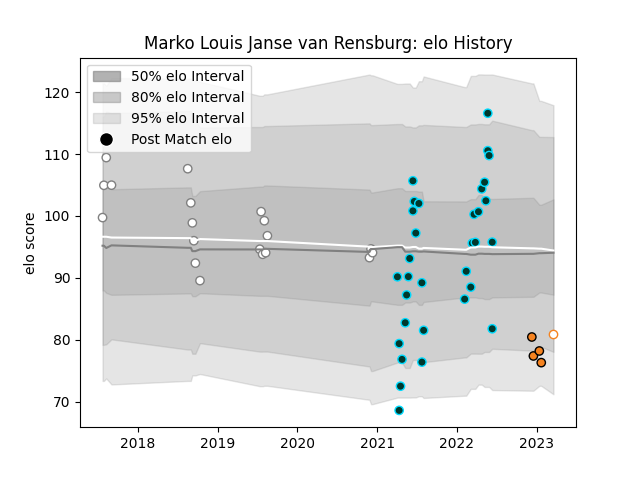 Marko Louis Janse van Rensburg: elo History
50% elo Interval
80% elo Interval
95% elo Interval
Post Match elo
elo score
120
110
100
90
80
70
2018 2019 2020 2021 2022 2023